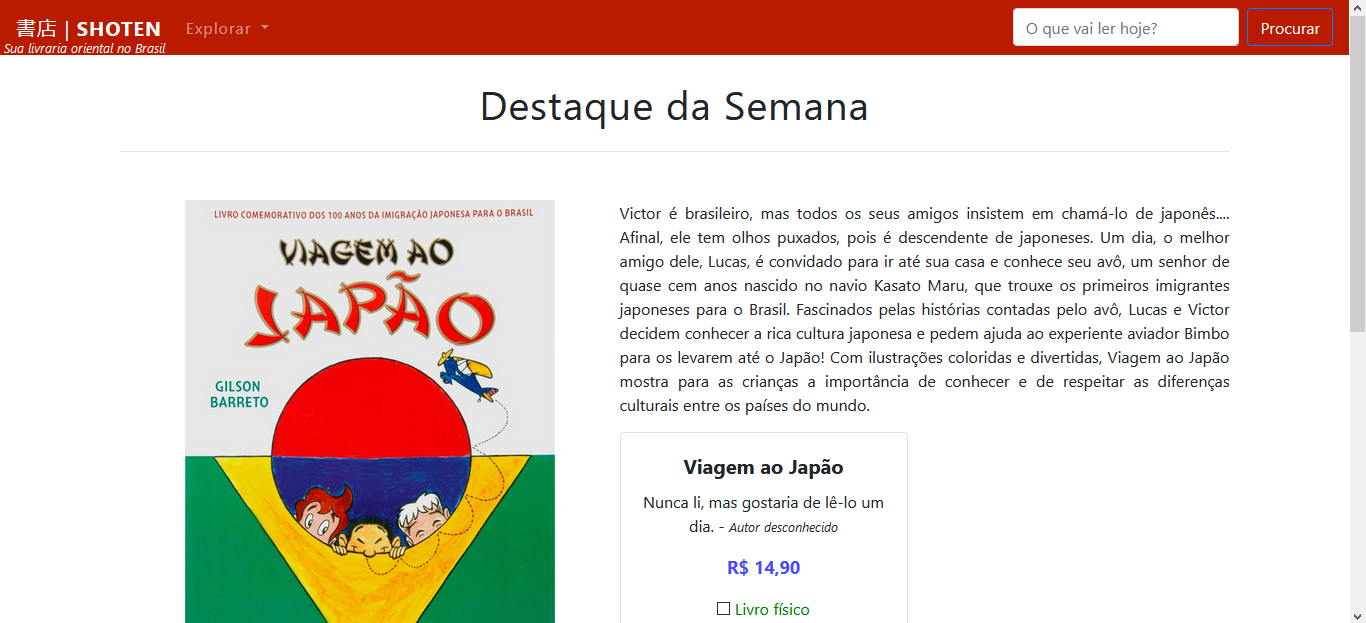 書店 | SHOTEN
Sua livraria oriental no Brasil
Explorar
O que vai ler hoje?
Procurar
Destaque da Semana
LIVRO COMEMORATIVO DOS 100 ANOS DA IMIGRAÇÃO JAPONESA PARA O BRASIL
VIAGEM AO
JAPÃO
GILSON
BARRETO
Victor é brasileiro, mas todos os seus amigos insistem em chamá-lo de japonês....
Afinal, ele tem olhos puxados, pois é descendente de japoneses. Um dia, o melhor
amigo dele, Lucas, é convidado para ir até sua casa e conhece seu avô, um senhor de
quase cem anos nascido no navio Kasato Maru, que trouxe os primeiros imigrantes
japoneses para o Brasil. Fascinados pelas histórias contadas pelo avô, Lucas e Victor
decidem conhecer a rica cultura japonesa e pedem ajuda ao experiente aviador Bimbo
para os levarem até o Japão! Com ilustrações coloridas e divertidas, Viagem ao Japão
mostra para as crianças a importância de conhecer e de respeitar as diferenças
culturais entre os países do mundo.
Viagem ao Japão
Nunca li, mas gostaria de lê-lo um
dia. - Autor desconhecido
R$ 14,90
Livro físico